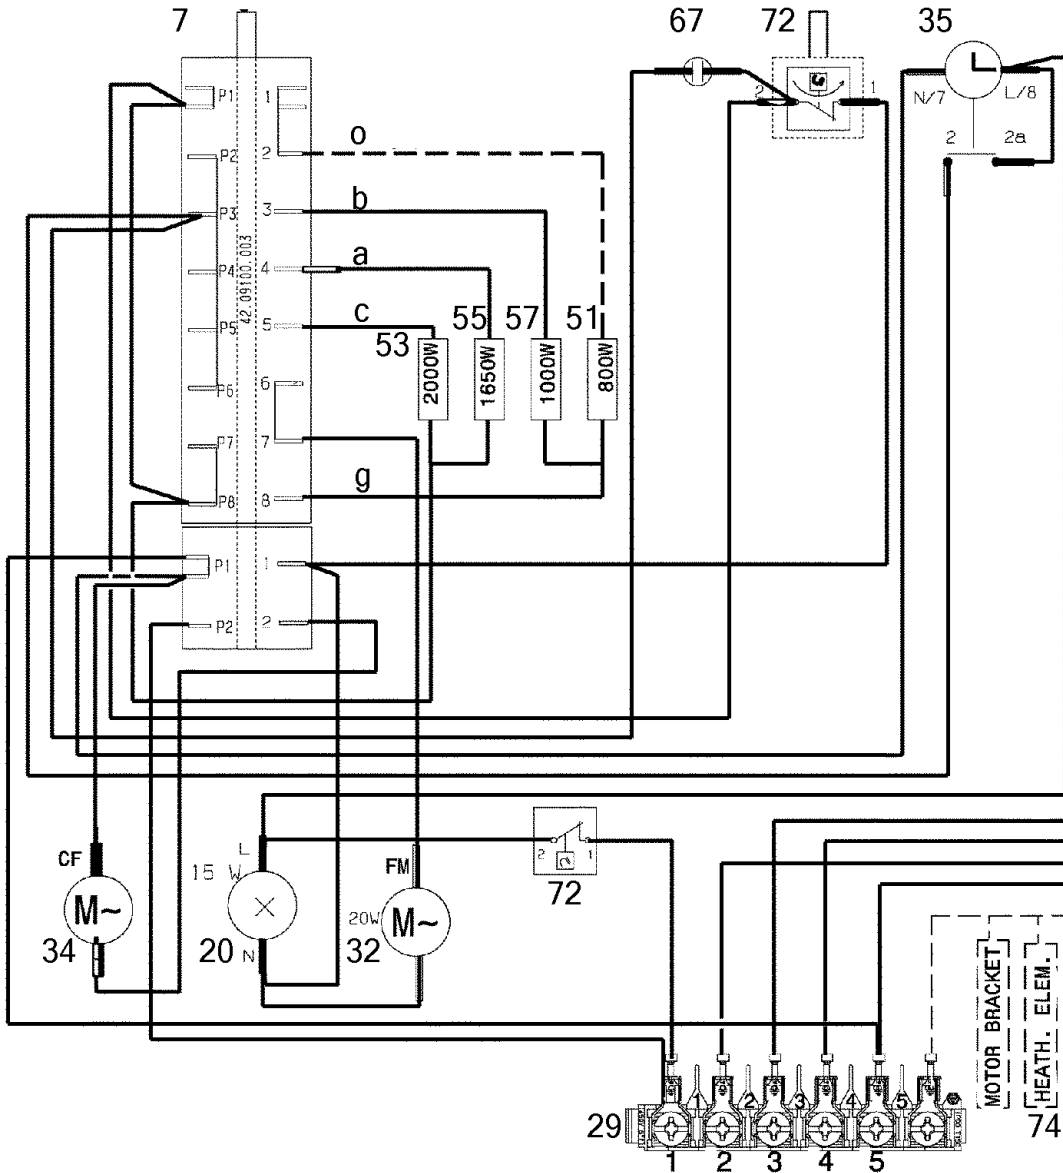 7
67
72
35
P1
1
2
1
N/7
L/8
P2
2
o
2
2a
P3
3
b
42.09100.003
P4
4
a
P5
5
c
53
55
57
51
2000W
1650W
1000W
800W
P6
6
P7
7
P8
8
g
P1
1
P2
2
CF
L
15 W
FM
2
1
72
M~
20W
M~
34
20
N
32
MOTOR BRACKET
HEATH. ELEM.
1
2
3
4
5
29
74
1
2
3
4
5